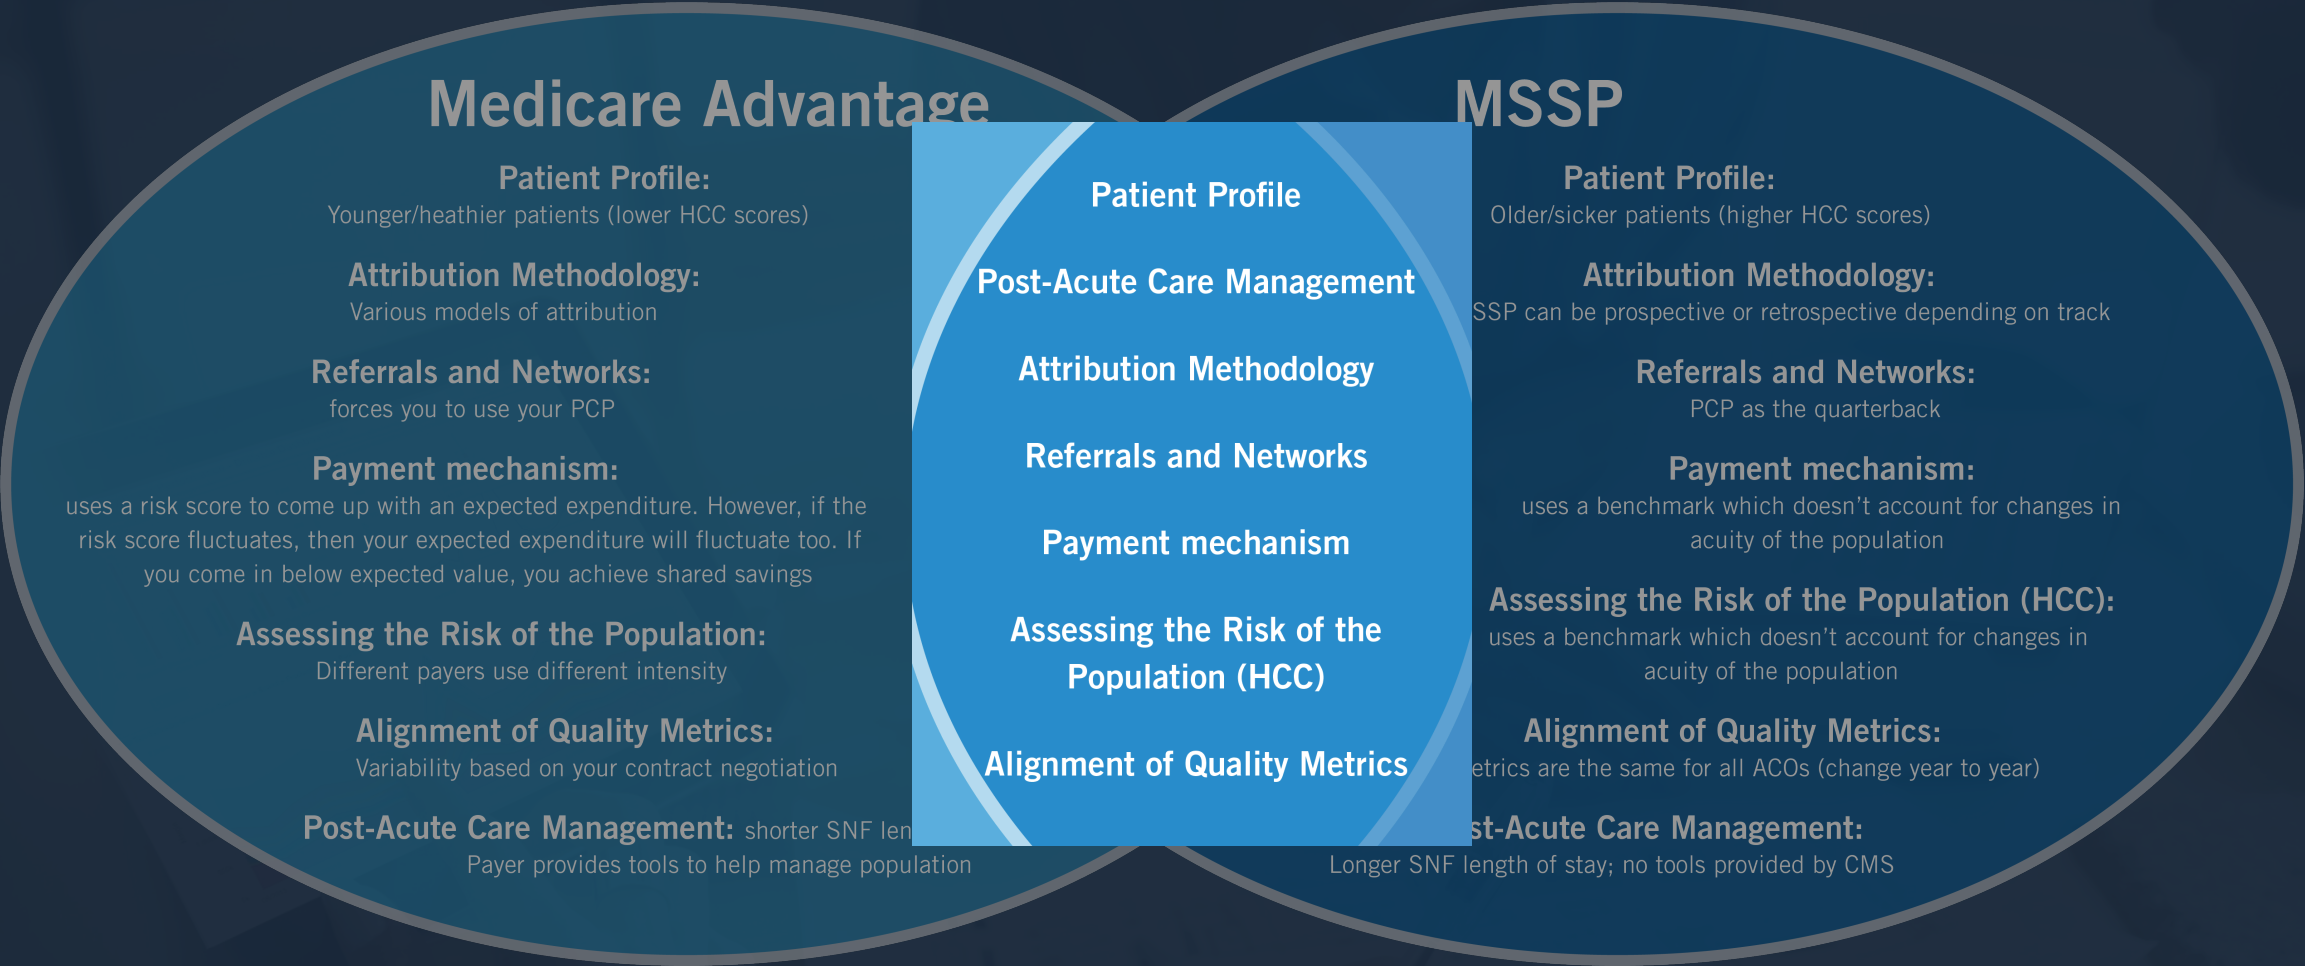 Medicare Advantage
Patient Profile:
Younger/heathier patients (lower HCC scores)
Attribution Methodology:
Various models of attribution
Referrals and Networks:
forces you to use your PCP
Payment mechanism:
uses a risk score to come up with an expected expenditure. However, if the
risk score fluctuates, then your expected expenditure will fluctuate too. If
you come in below expected value, you achieve shared savings
Assessing the Risk of the Population:
Different payers use different intensity
Alignment of Quality Metrics:
Variability based on your contract negotiation
Post-Acute Care Management: shorter SNF
Payer provides tools to help manage population
Patient Profile
Post-Acute Care Management
Attribution Methodology
Referrals and Networks
Payment mechanism
Assessing the Risk of the
Population (HCC)
Alignment of Quality Metrics
MSSP
Patient Profile:
Older/sicker patients (higher HCC scores)
Attribution Methodology:
can be prospective or retrospective depending on track
Referrals and Networks:
PCP as the quarterback
Payment mechanism:
uses a benchmark which doesn't account for changes in
acuity of the population
Assessing the Risk of the Population (HCC):
uses a benchmark which doesn't account for changes in
acuity of the population
Alignment of Quality Metrics:
are the same for all ACOs (change year to year)
Care Management:
Longer SNF length of stay; no tools provided by CMS